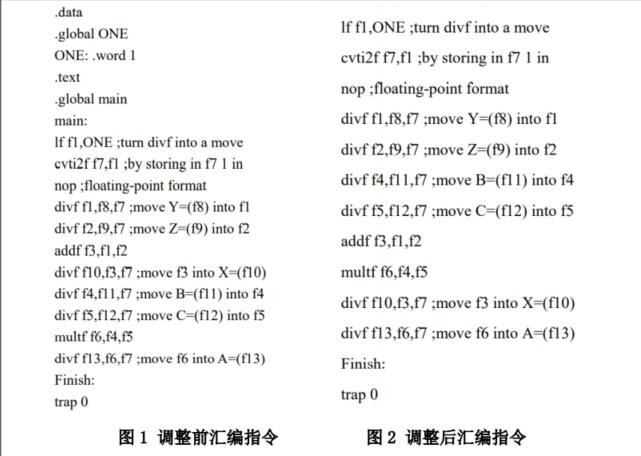 .data
.global ONE
ONE: .word 1
.text
.global main
main:
lf f1,ONE ;turn divf into a move
cvti2f f7,f1 ;by storing in f7 1 in
nop ;floating-point format
divf f1,f8,f7 ;move Y=(f8) into f1
divf f2,f9,f7 ;move Z=(f9) into f2
addf f3,f1,f2
divf f10,f3,f7 ;move f3 into X=(f10)
divf f4,f11,f7 ;move B=(f11) into f4
divf f5,f12,f7 ;move C=(f12) into f5
multf f6,f4,f5
divf f13,f6,f7 ;move f6 into A=(f13)
Finish:
trap 0
图 1 调整前汇编指令
lf f1,ONE ;turn divf into a move
cvti2f f7,f1 ;by storing in f7 1 in
nop ;floating-point format
divf f1,f8,f7 ;move Y=(f8) into f1
divf f2,f9,f7 ;move Z=(f9) into f2
divf f4,f11,f7 ;move B=(f11) into f4
divf f5,f12,f7 ;move C=(f12) into f5
addf f3,f1,f2
multf f6,f4,f5
divf f10,f3,f7 ;move f3 into X=(f10)
divf f13,f6,f7 ;move f6 into A=(f13)
Finish:
trap 0
图 2 调整后汇编指令